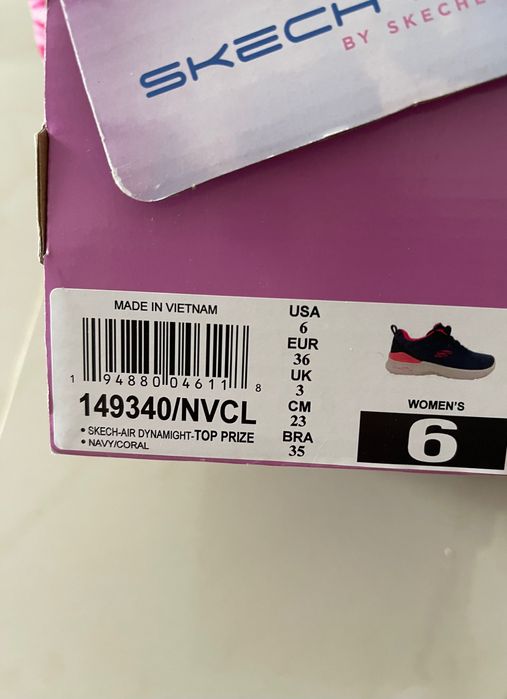 SKECH
BY SKECHE
MADE IN VIETNAM
1 94880 04611 8
149340/NVCL
• SKECH-AIR DYNAMIGHT-TOP PRIZE
• NAVY/CORAL
USA
6
EUR
36
UK
3
CM
23
BRA
35
WOMEN'S
6